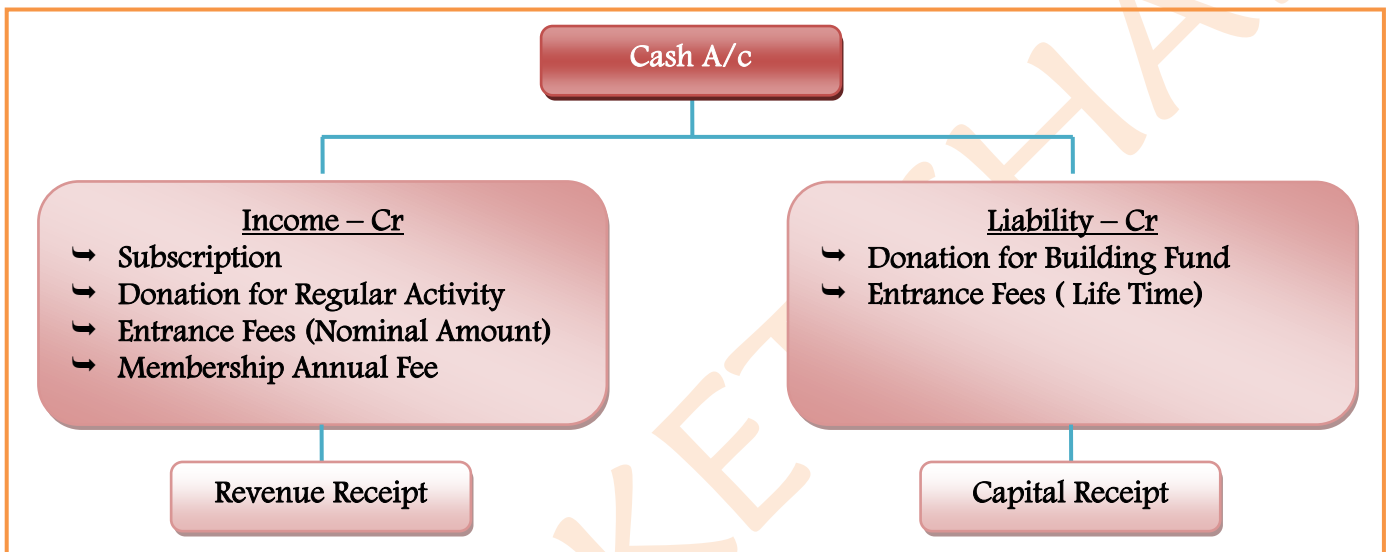 Cash A/c
Income – Cr
➥ Subscription
➥ Donation for Regular Activity
➥ Entrance Fees (Nominal Amount)
➥ Membership Annual Fee
Liability – Cr
➥ Donation for Building Fund
➥ Entrance Fees ( Life Time)
Revenue Receipt
Capital Receipt